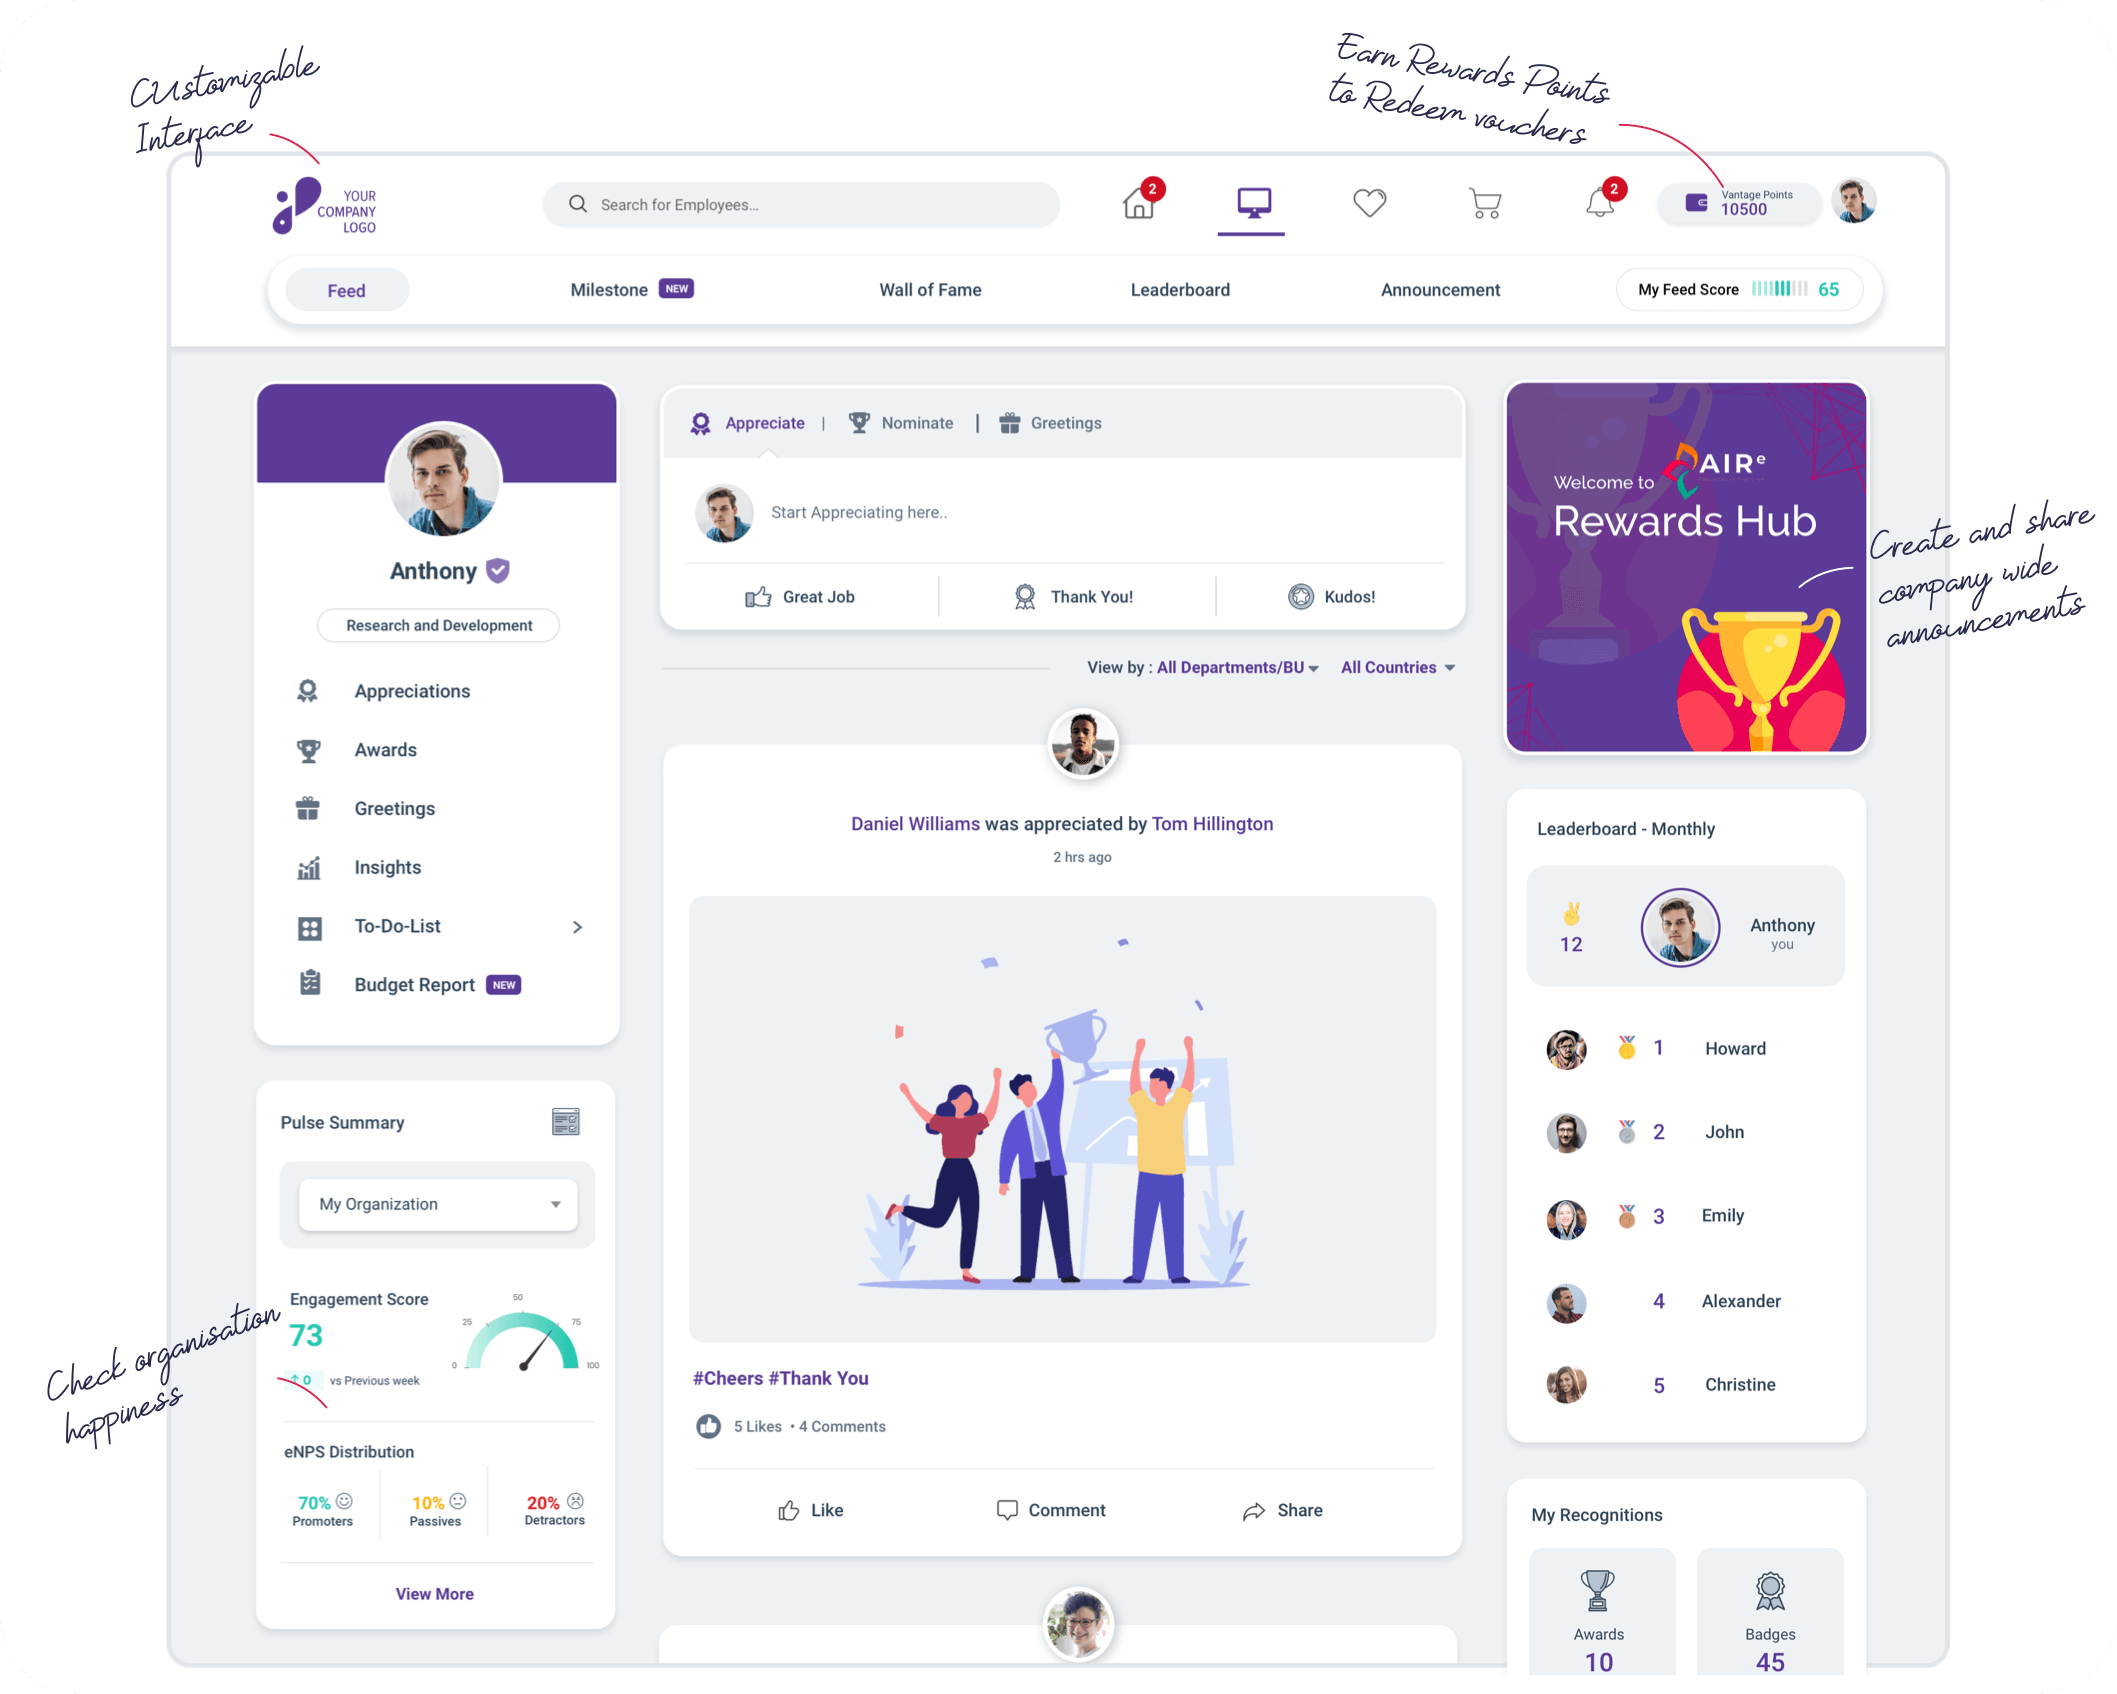 CUstomizable
Interface
Earn Rewards Points
to Redeem vouchers
YOUR
COMPANY
LOGO
Search for Employees...
2
2
Vantage Points
10500
Feed
Milestone NEW
Wall of Fame
Leaderboard
Announcement
My Feed Score 65
Anthony
Research and Development
Appreciations
Awards
Greetings
Insights
To-Do-List
Budget Report NEW
Pulse Summary
My Organization
Engagement Score
73
↑ 0 vs Previous week
0
25
50
75
100
Check organisation
happiness
eNPS Distribution
70%
Promoters
10%
Passives
20%
Detractors
View More
Appreciate | Nominate | Greetings
Start Appreciating here..
Great Job
Thank You!
Kudos!
View by : All Departments/BU All Countries
Daniel Williams was appreciated by Tom Hillington
2 hrs ago
#Cheers #Thank You
5 Likes • 4 Comments
Like
Comment
Share
AIRe
Welcome to
Rewards Hub
Create and share
company wide
announcements
Leaderboard - Monthly
12
Anthony
you
1 Howard
2 John
3 Emily
4 Alexander
5 Christine
My Recognitions
Awards
10
Badges
45